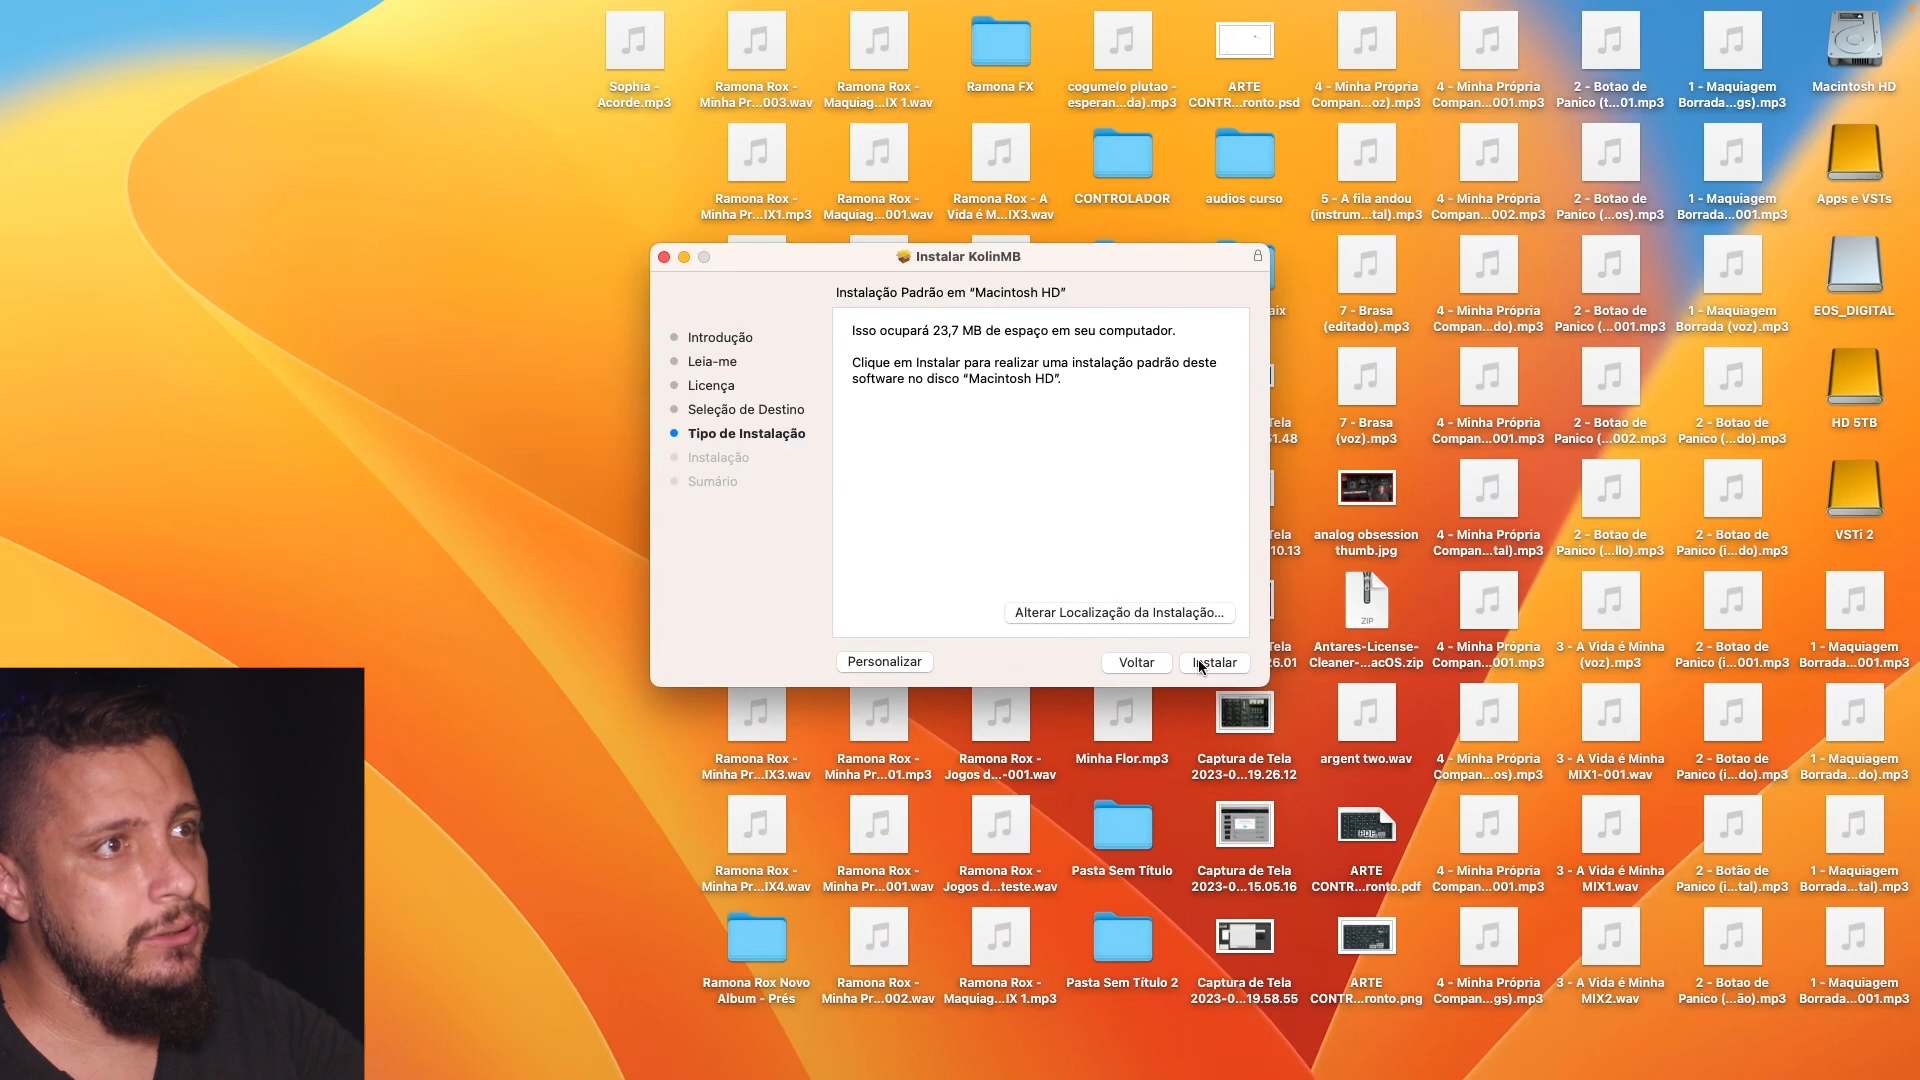 Sophia -
Acorde.mp3
Ramona Rox -
Minha Pr...003.wav
Ramona Rox -
Maquiag...IX 1.wav
Ramona FX
cogumelo plutao -
esperan...da).mp3
ARTE
CONTR...ronto.psd
4 - Minha Própria
Compan...oz).mp3
4 - Minha Própria
Compan...001.mp3
2 - Botao de
Panico (t...01.mp3
1 - Maquiagem
Borrada...gs).mp3
Macintosh HD
Ramona Rox -
Minha Pr...IX1.mp3
Ramona Rox -
Maquiag...001.wav
Ramona Rox - A
Vida é M...IX3.wav
CONTROLADOR
audios curso
5 - A fila andou
(instrum...tal).mp3
4 - Minha Própria
Compan...002.mp3
2 - Botao de
Panico (...os).mp3
1 - Maquiagem
Borrada...001.mp3
Apps e VSTs
Instalar KolinMB
Instalação Padrão em “Macintosh HD”
Introdução
Leia-me
Licença
Seleção de Destino
Tipo de Instalação
Instalação
Sumário
Isso ocupará 23,7 MB de espaço em seu computador.
Clique em Instalar para realizar uma instalação padrão deste
software no disco “Macintosh HD”.
Alterar Localização da Instalação...
Personalizar
Voltar
Instalar
aix
7 - Brasa
(editado).mp3
4 - Minha Própria
Compan...do).mp3
2 - Botao de
Panico (...001.mp3
1 - Maquiagem
Borrada (voz).mp3
EOS_DIGITAL
Tela
51.48
7 - Brasa
(voz).mp3
4 - Minha Própria
Compan...001.mp3
2 - Botao de
Panico (...002.mp3
2 - Botao de
Panico (...do).mp3
HD 5TB
Tela
10.13
analog obsession
thumb.jpg
4 - Minha Própria
Compan...tal).mp3
2 - Botao de
Panico (...llo).mp3
2 - Botao de
Panico (i...do).mp3
VSTi 2
Tela
26.01
ZIP
Antares-License-
Cleaner-...acOS.zip
4 - Minha Própria
Compan...001.mp3
3 - A Vida é Minha
(voz).mp3
2 - Botao de
Panico (i...001.mp3
1 - Maquiagem
Borrada...001.mp3
Ramona Rox -
Minha Pr...IX3.wav
Ramona Rox -
Minha Pr...01.mp3
Ramona Rox -
Jogos d...-001.wav
Minha Flor.mp3
Captura de Tela
2023-0...19.26.12
argent two.wav
4 - Minha Própria
Compan...os).mp3
3 - A Vida é Minha
MIX1-001.wav
2 - Botao de
Panico (i...do).mp3
1 - Maquiagem
Borrada...do).mp3
Ramona Rox -
Minha Pr...IX4.wav
Ramona Rox -
Minha Pr...001.wav
Ramona Rox -
Jogos d...teste.wav
Pasta Sem Título
Captura de Tela
2023-0...15.05.16
PDF
ARTE
CONTR...ronto.pdf
4 - Minha Própria
Compan...001.mp3
3 - A Vida é Minha
MIX1.wav
2 - Botão de
Panico (...tal).mp3
1 - Maquiagem
Borrada...tal).mp3
Ramona Rox Novo
Album - Prés
Ramona Rox -
Minha Pr...002.wav
Ramona Rox -
Maquiag...IX 1.mp3
Pasta Sem Título 2
Captura de Tela
2023-0...19.58.55
ARTE
CONTR...ronto.png
4 - Minha Própria
Compan...gs).mp3
3 - A Vida é Minha
MIX2.wav
2 - Botao de
Panico (...ão).mp3
1 - Maquiagem
Borrada...001.mp3